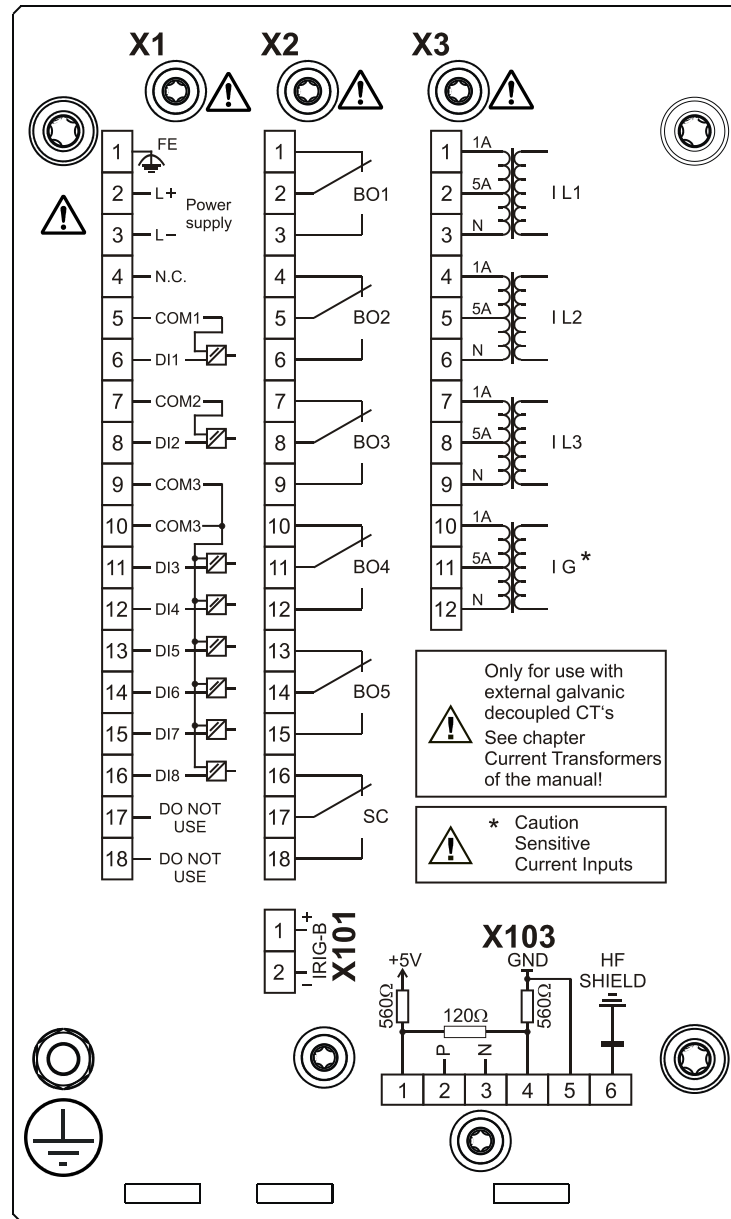 X1
X2
X3
1 FE
2 L+
Power
supply
3 L−
4 N.C.
5 COM1
6 DI1
7 COM2
8 DI2
9 COM3
10 COM3
11 DI3
12 DI4
13 DI5
14 DI6
15 DI7
16 DI8
17 DO NOT
USE
18 DO NOT
USE
1
2 BO1
3
4
5 BO2
6
7
8 BO3
9
10
11 BO4
12
13
14 BO5
15
16
17 SC
18
1 1A
2 5A I L1
3 N
4 1A
5 5A I L2
6 N
7 1A
8 5A I L3
9 N
10 1A
11 5A I G*
12 N
Only for use with
external galvanic
decoupled CT‘s
See chapter
Current Transformers
of the manual!
* Caution
Sensitive
Current Inputs
1 +
2 −
IRIG-B
X101
X103
+5V
GND
HF
SHIELD
560Ω
120Ω
560Ω
P
N
1 2 3 4 5 6